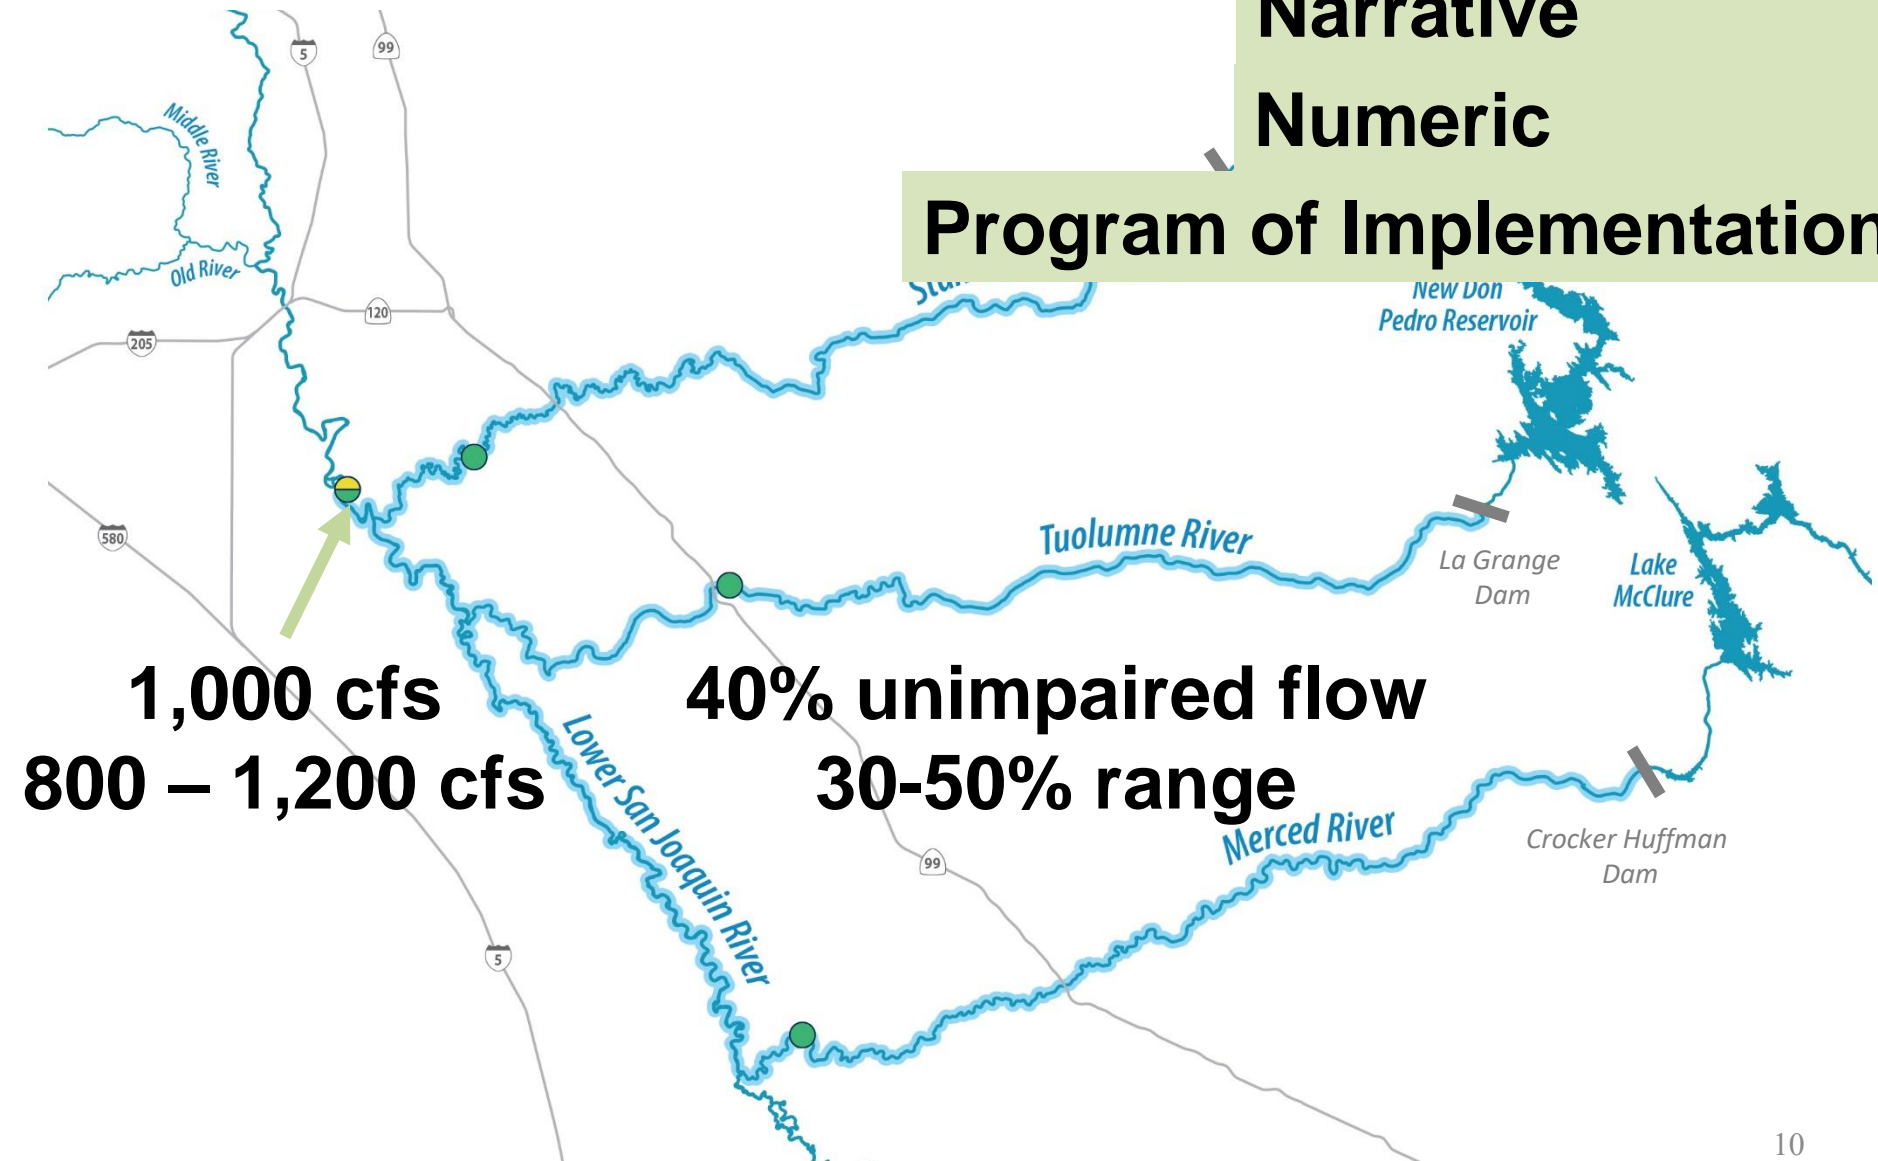 Narrative
Numeric
Program of Implementation
5
99
Middle River
Old River
120
205
New Don
Pedro Reservoir
580
Tuolumne River
La Grange
Dam
Lake
McClure
1,000 cfs
800 – 1,200 cfs
40% unimpaired flow
30-50% range
Lower San Joaquin River
Merced River
Crocker Huffman
Dam
99
5
10